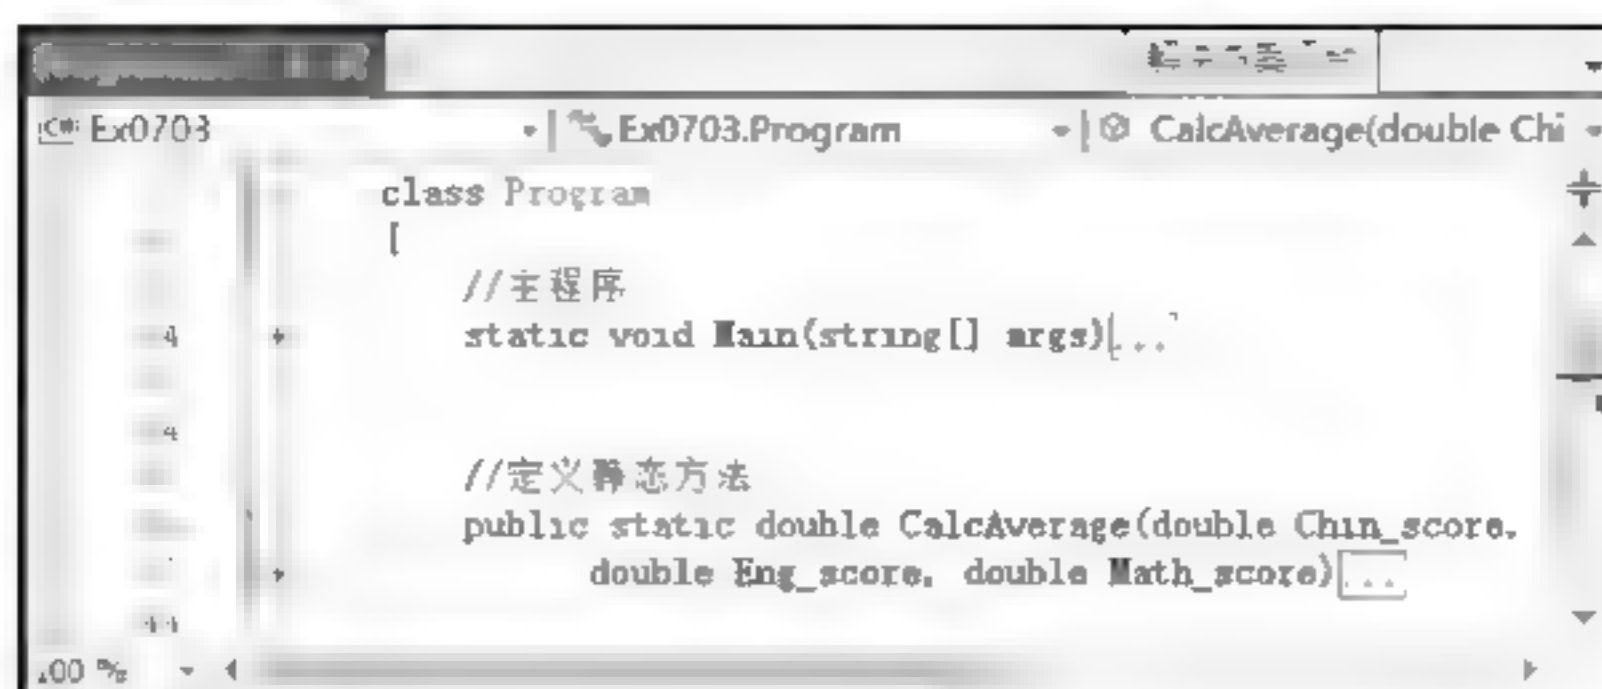 Ex0703 Ex0703.Program CalcAverage(double Chi
class Program
{
//主程序
static void Main(string[] args)...
//定义静态方法
public static double CalcAverage(double Chin_score,
double Eng_score, double Math_score)...
00 %